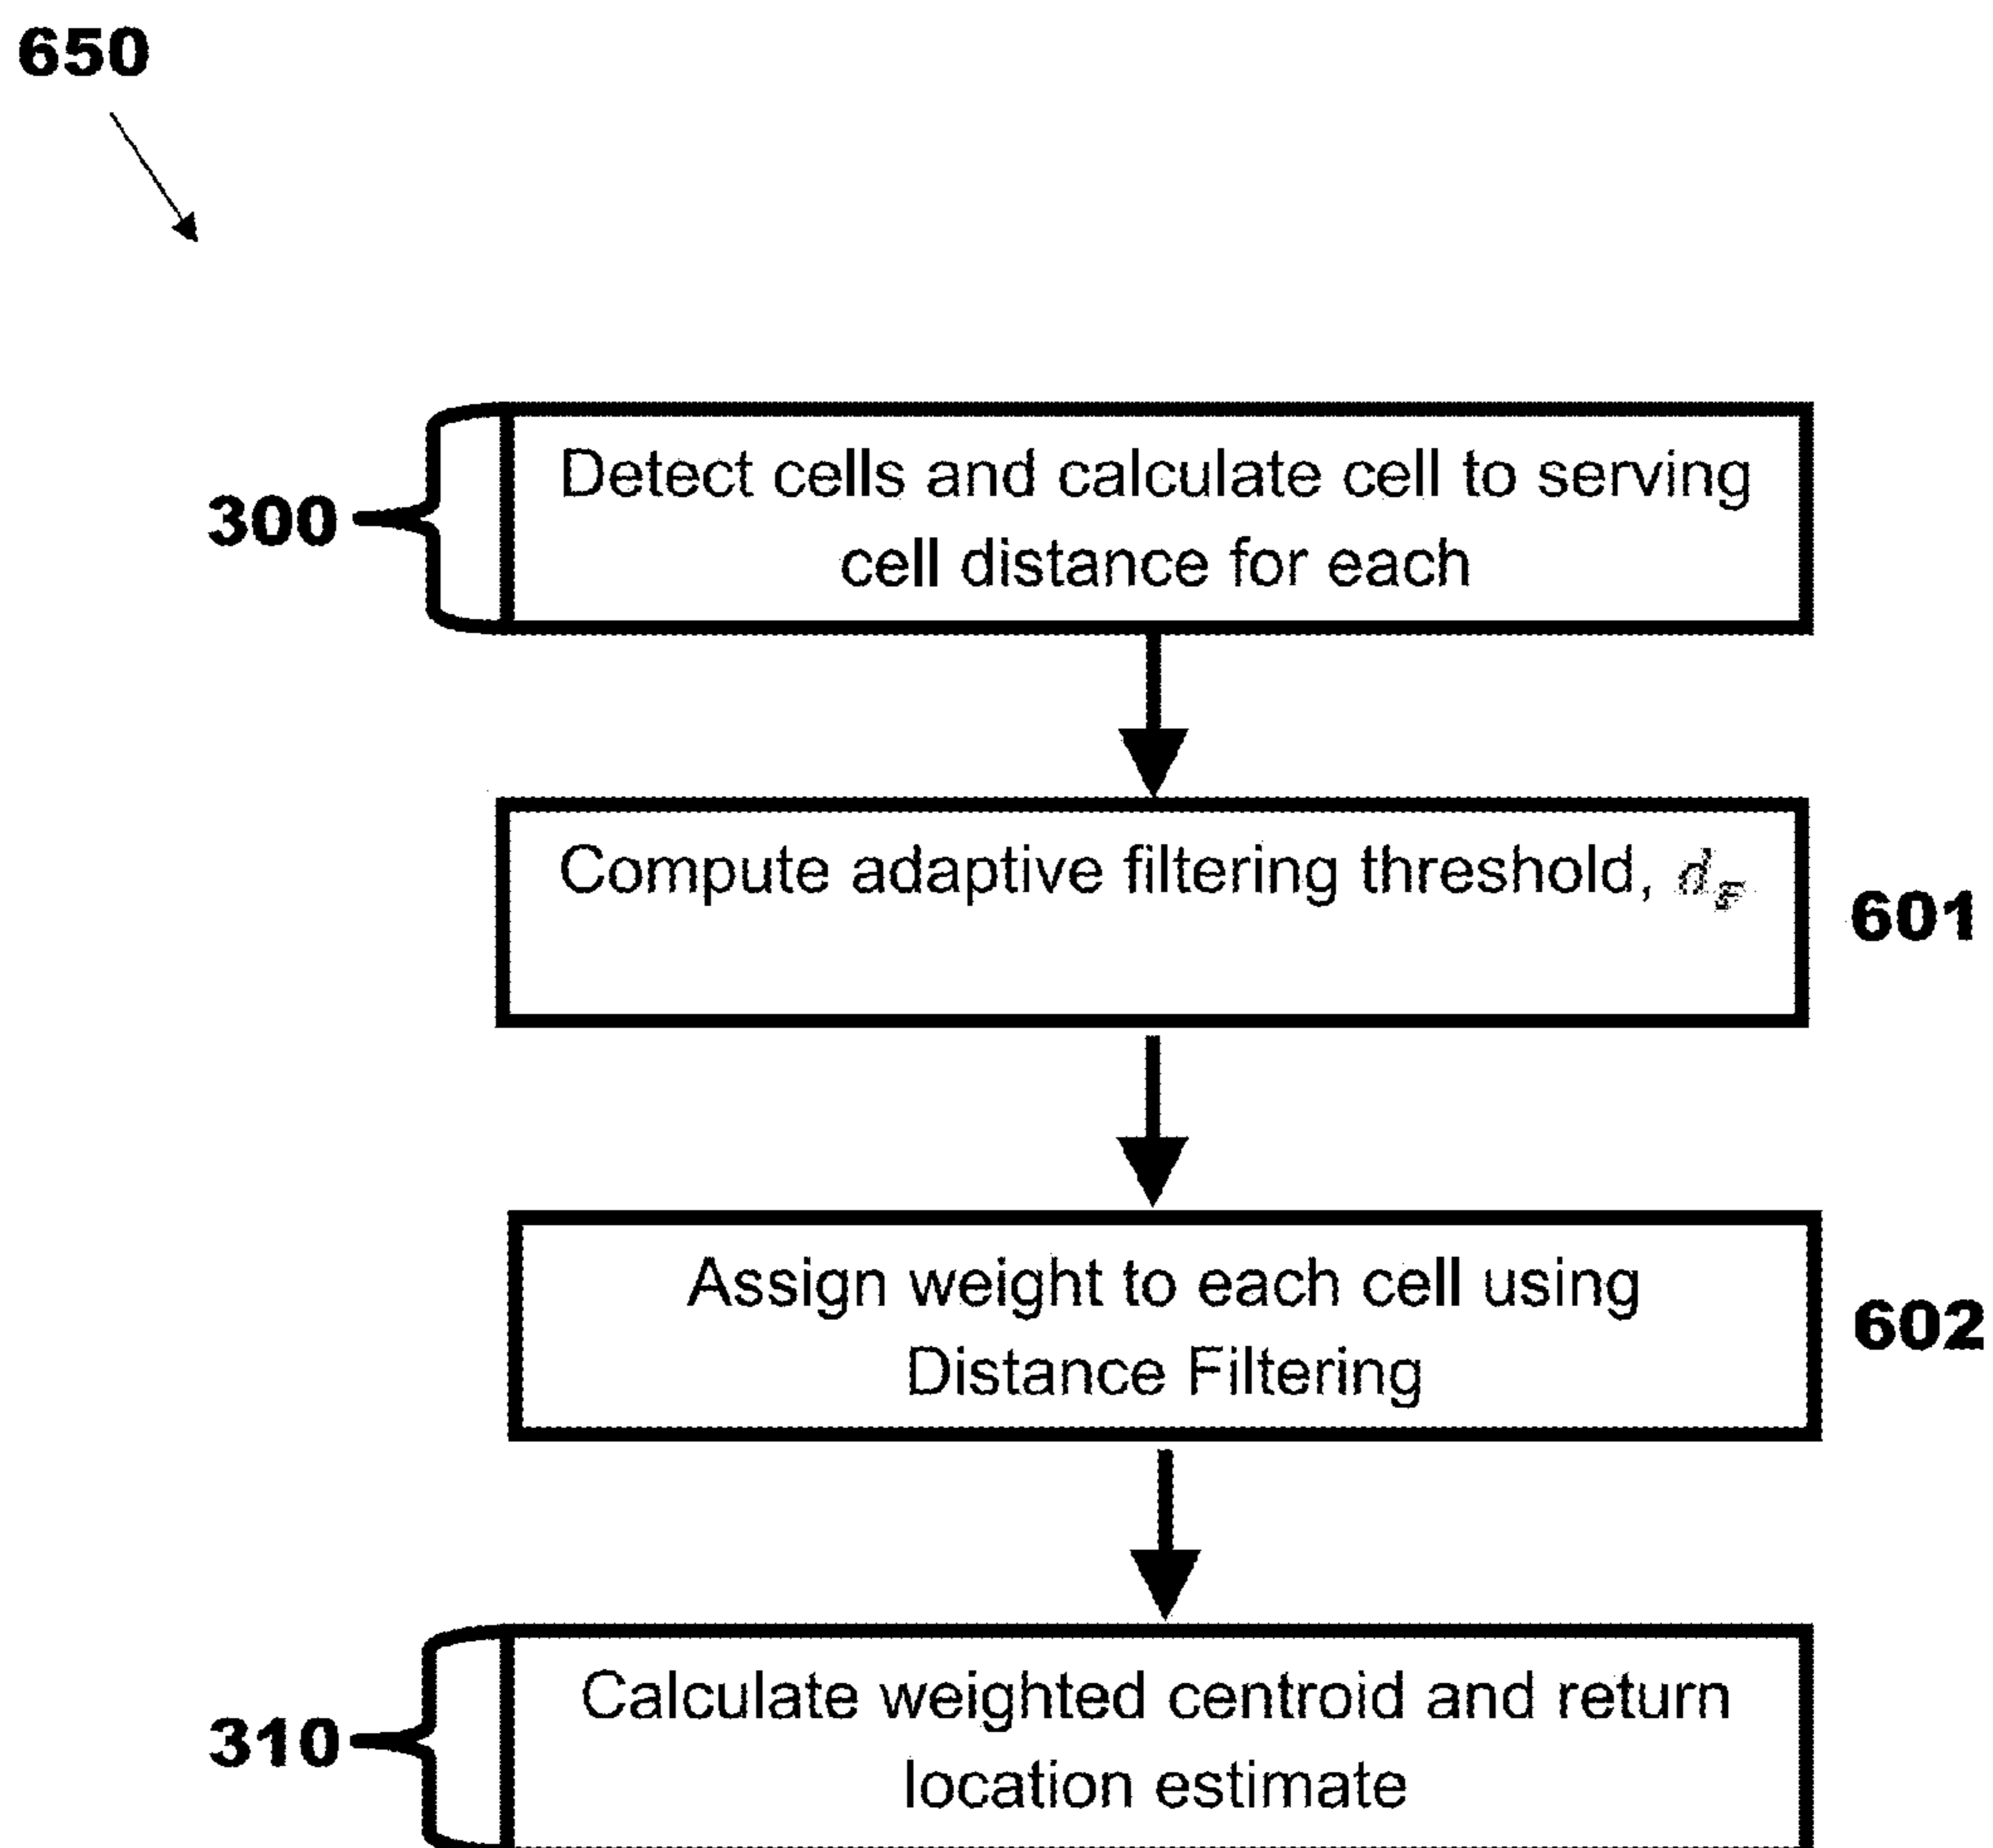 650
300
Detect cells and calculate cell to serving
cell distance for each
Compute adaptive filtering threshold, d_F
601
Assign weight to each cell using
Distance Filtering
602
310
Calculate weighted centroid and return
location estimate